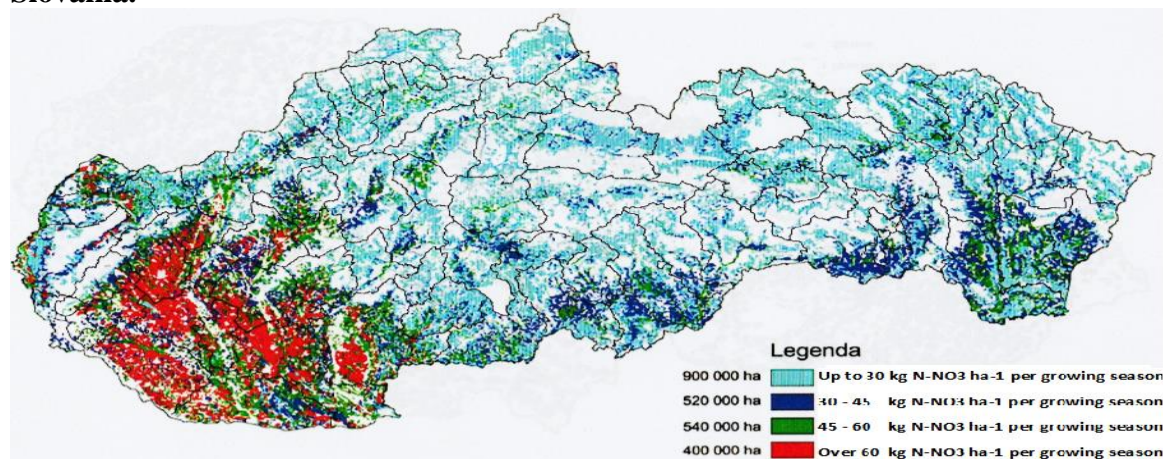 Slovakia.
Legenda
900 000 ha Up to 30 kg N-NO3 ha-1 per growing season
520 000 ha 30 - 45 kg N-NO3 ha-1 per growing season
540 000 ha 45 - 60 kg N-NO3 ha-1 per growing season
400 000 ha Over 60 kg N-NO3 ha-1 per growing season